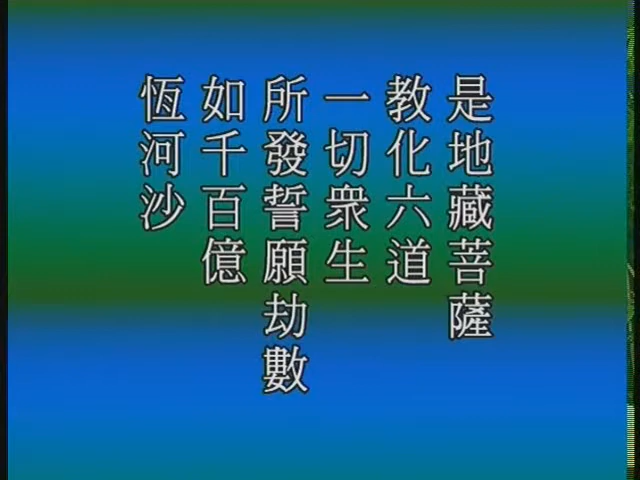 是地藏菩薩
教化六道
一切衆生
所發誓願劫數
如千百億
恆河沙